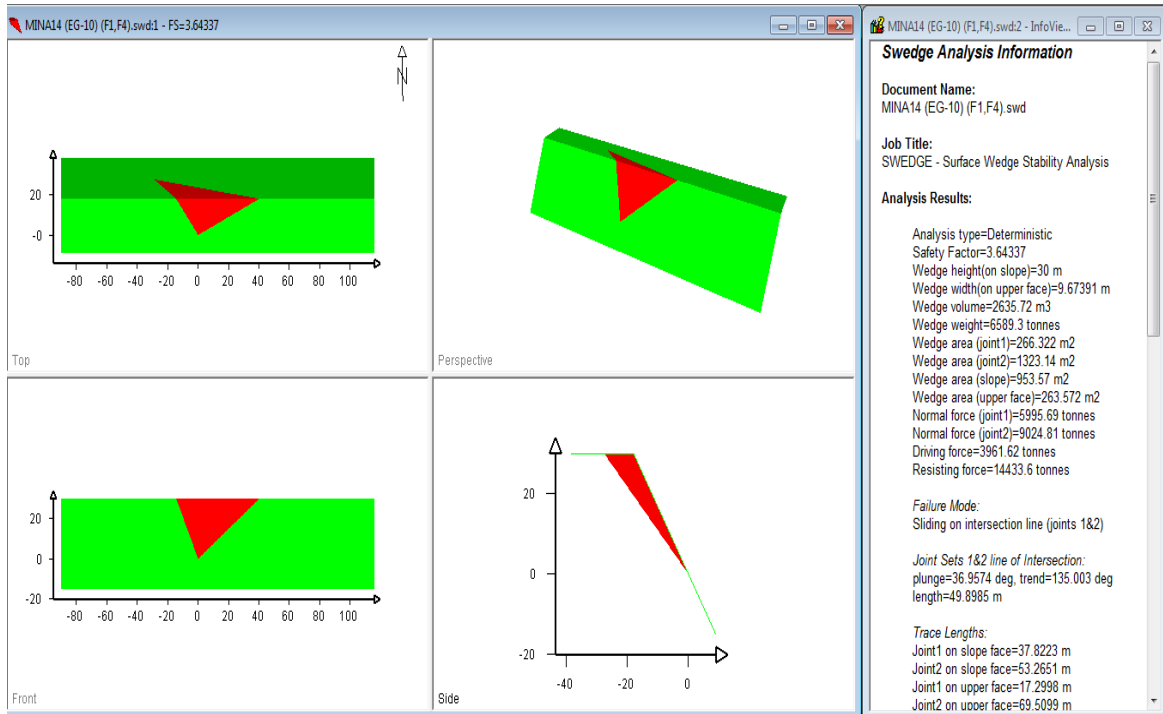 MINA14 (EG-10) (F1,F4).swd:1 - FS=3.64337
N
20
-0
-80 -60 -40 -20 0 20 40 60 80 100
Top
Perspective
20
0
-20
-80 -60 -40 -20 0 20 40 60 80 100
Front
20
0
-20
-40 -20 0
Side
MINA14 (EG-10) (F1,F4).swd:2 - InfoVie...
Swedge Analysis Information
Document Name:
MINA14 (EG-10) (F1,F4).swd
Job Title:
SWEDGE - Surface Wedge Stability Analysis
Analysis Results:
Analysis type=Deterministic
Safety Factor=3.64337
Wedge height(on slope)=30 m
Wedge width(on upper face)=9.67391 m
Wedge volume=2635.72 m3
Wedge weight=6589.3 tonnes
Wedge area (joint1)=266.322 m2
Wedge area (joint2)=1323.14 m2
Wedge area (slope)=953.57 m2
Wedge area (upper face)=263.572 m2
Normal force (joint1)=5995.69 tonnes
Normal force (joint2)=9024.81 tonnes
Driving force=3961.62 tonnes
Resisting force=14433.6 tonnes
Failure Mode:
Sliding on intersection line (joints 1&2)
Joint Sets 1&2 line of Intersection:
plunge=36.9574 deg, trend=135.003 deg
length=49.8985 m
Trace Lengths:
Joint1 on slope face=37.8223 m
Joint2 on slope face=53.2651 m
Joint1 on upper face=17.2998 m
Joint2 on upper face=69.5099 m